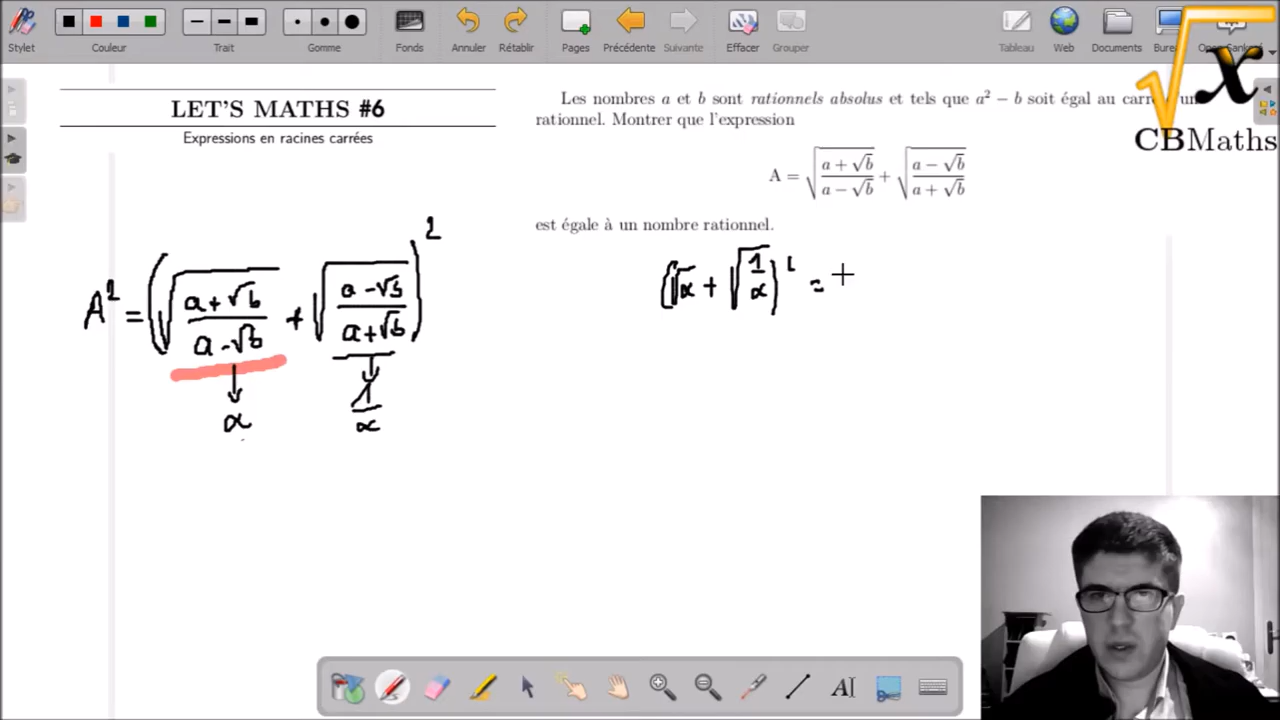 Stylet Couleur Trait Gomme Fonds Annuler Rétablir Pages Précédente Suivante Effacer Grouper Tableau Web Documents
LET'S MATHS #6
Expressions en racines carrées
Les nombres a et b sont rationnels absolus et tels que a² − b soit égal au
rationnel. Montrer que l'expression
A = √((a + √b)/(a − √b)) + √((a − √b)/(a + √b))
est égale à un nombre rationnel.
x
CBMaths
A² = (√((a + √b)/(a − √b)) + √((a − √b)/(a + √b)))²
α 1/α
(√α + √(1/α))² =
AI